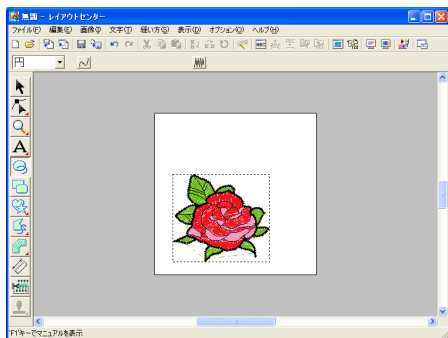 無題 - レイアウトセンター
ファイル(F) 編集(E) 画像(I) 文字(T) 縫い方(S) 表示(D) オプション(O) ヘルプ(H)
ABC
円
A
'F1'キーでマニュアルを表示